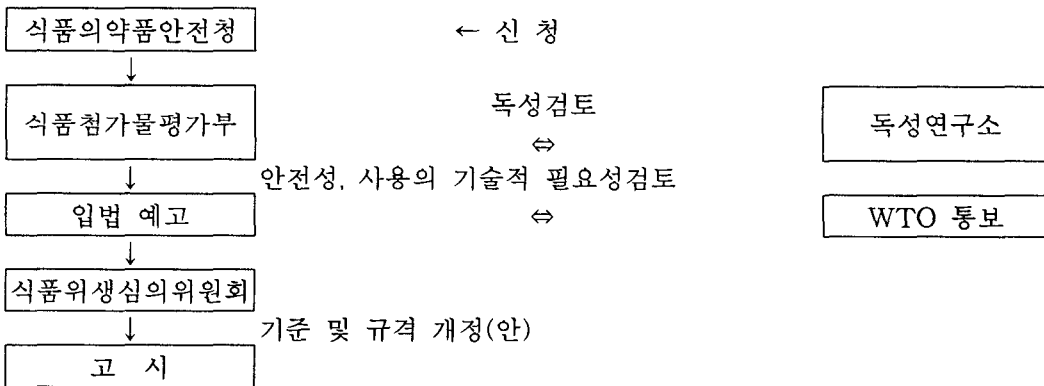 식품의약품안전청 ← 신 청
↓
독성검토
식품첨가물평가부 독성연구소
⇔
↓ 안전성, 사용의 기술적 필요성검토
입법 예고 ⇔ WTO 통보
↓
식품위생심의위원회
↓ 기준 및 규격 개정(안)
고 시